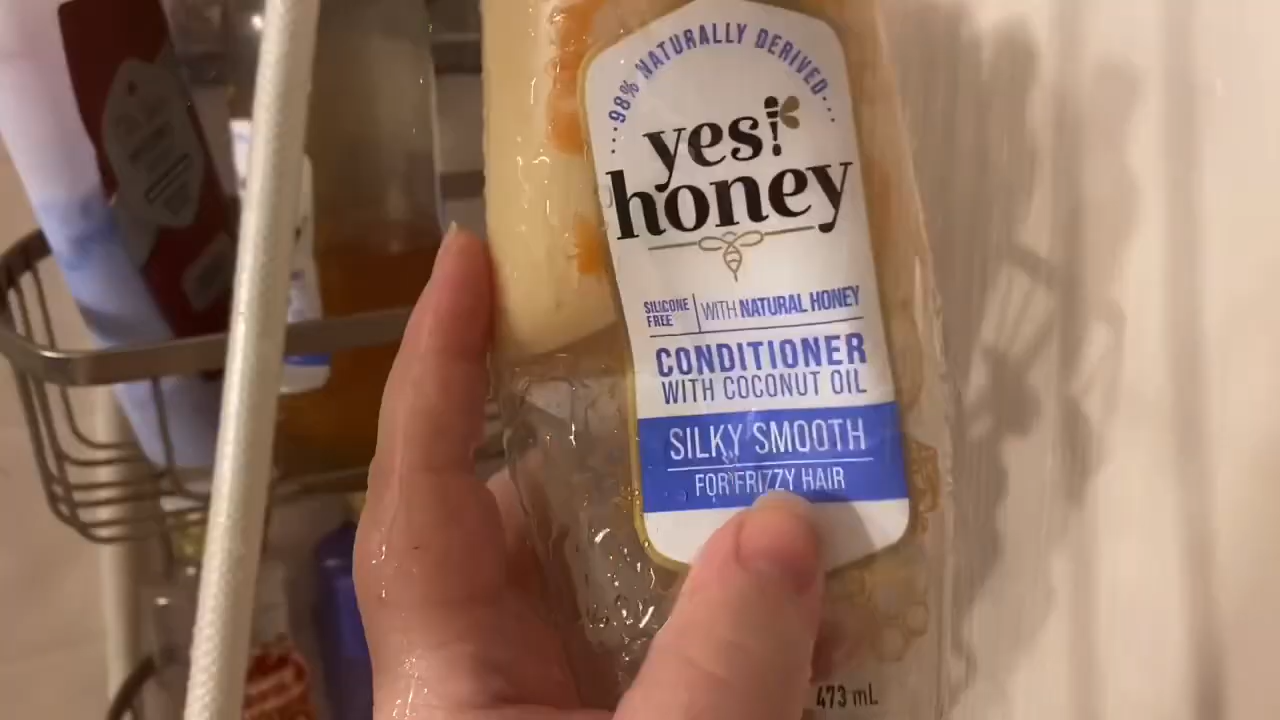 98% NATURALLY DERIVED
yes!
honey
SILICONE FREE
WITH NATURAL HONEY
CONDITIONER
WITH COCONUT OIL
SILKY SMOOTH
FOR FRIZZY HAIR
473 mL